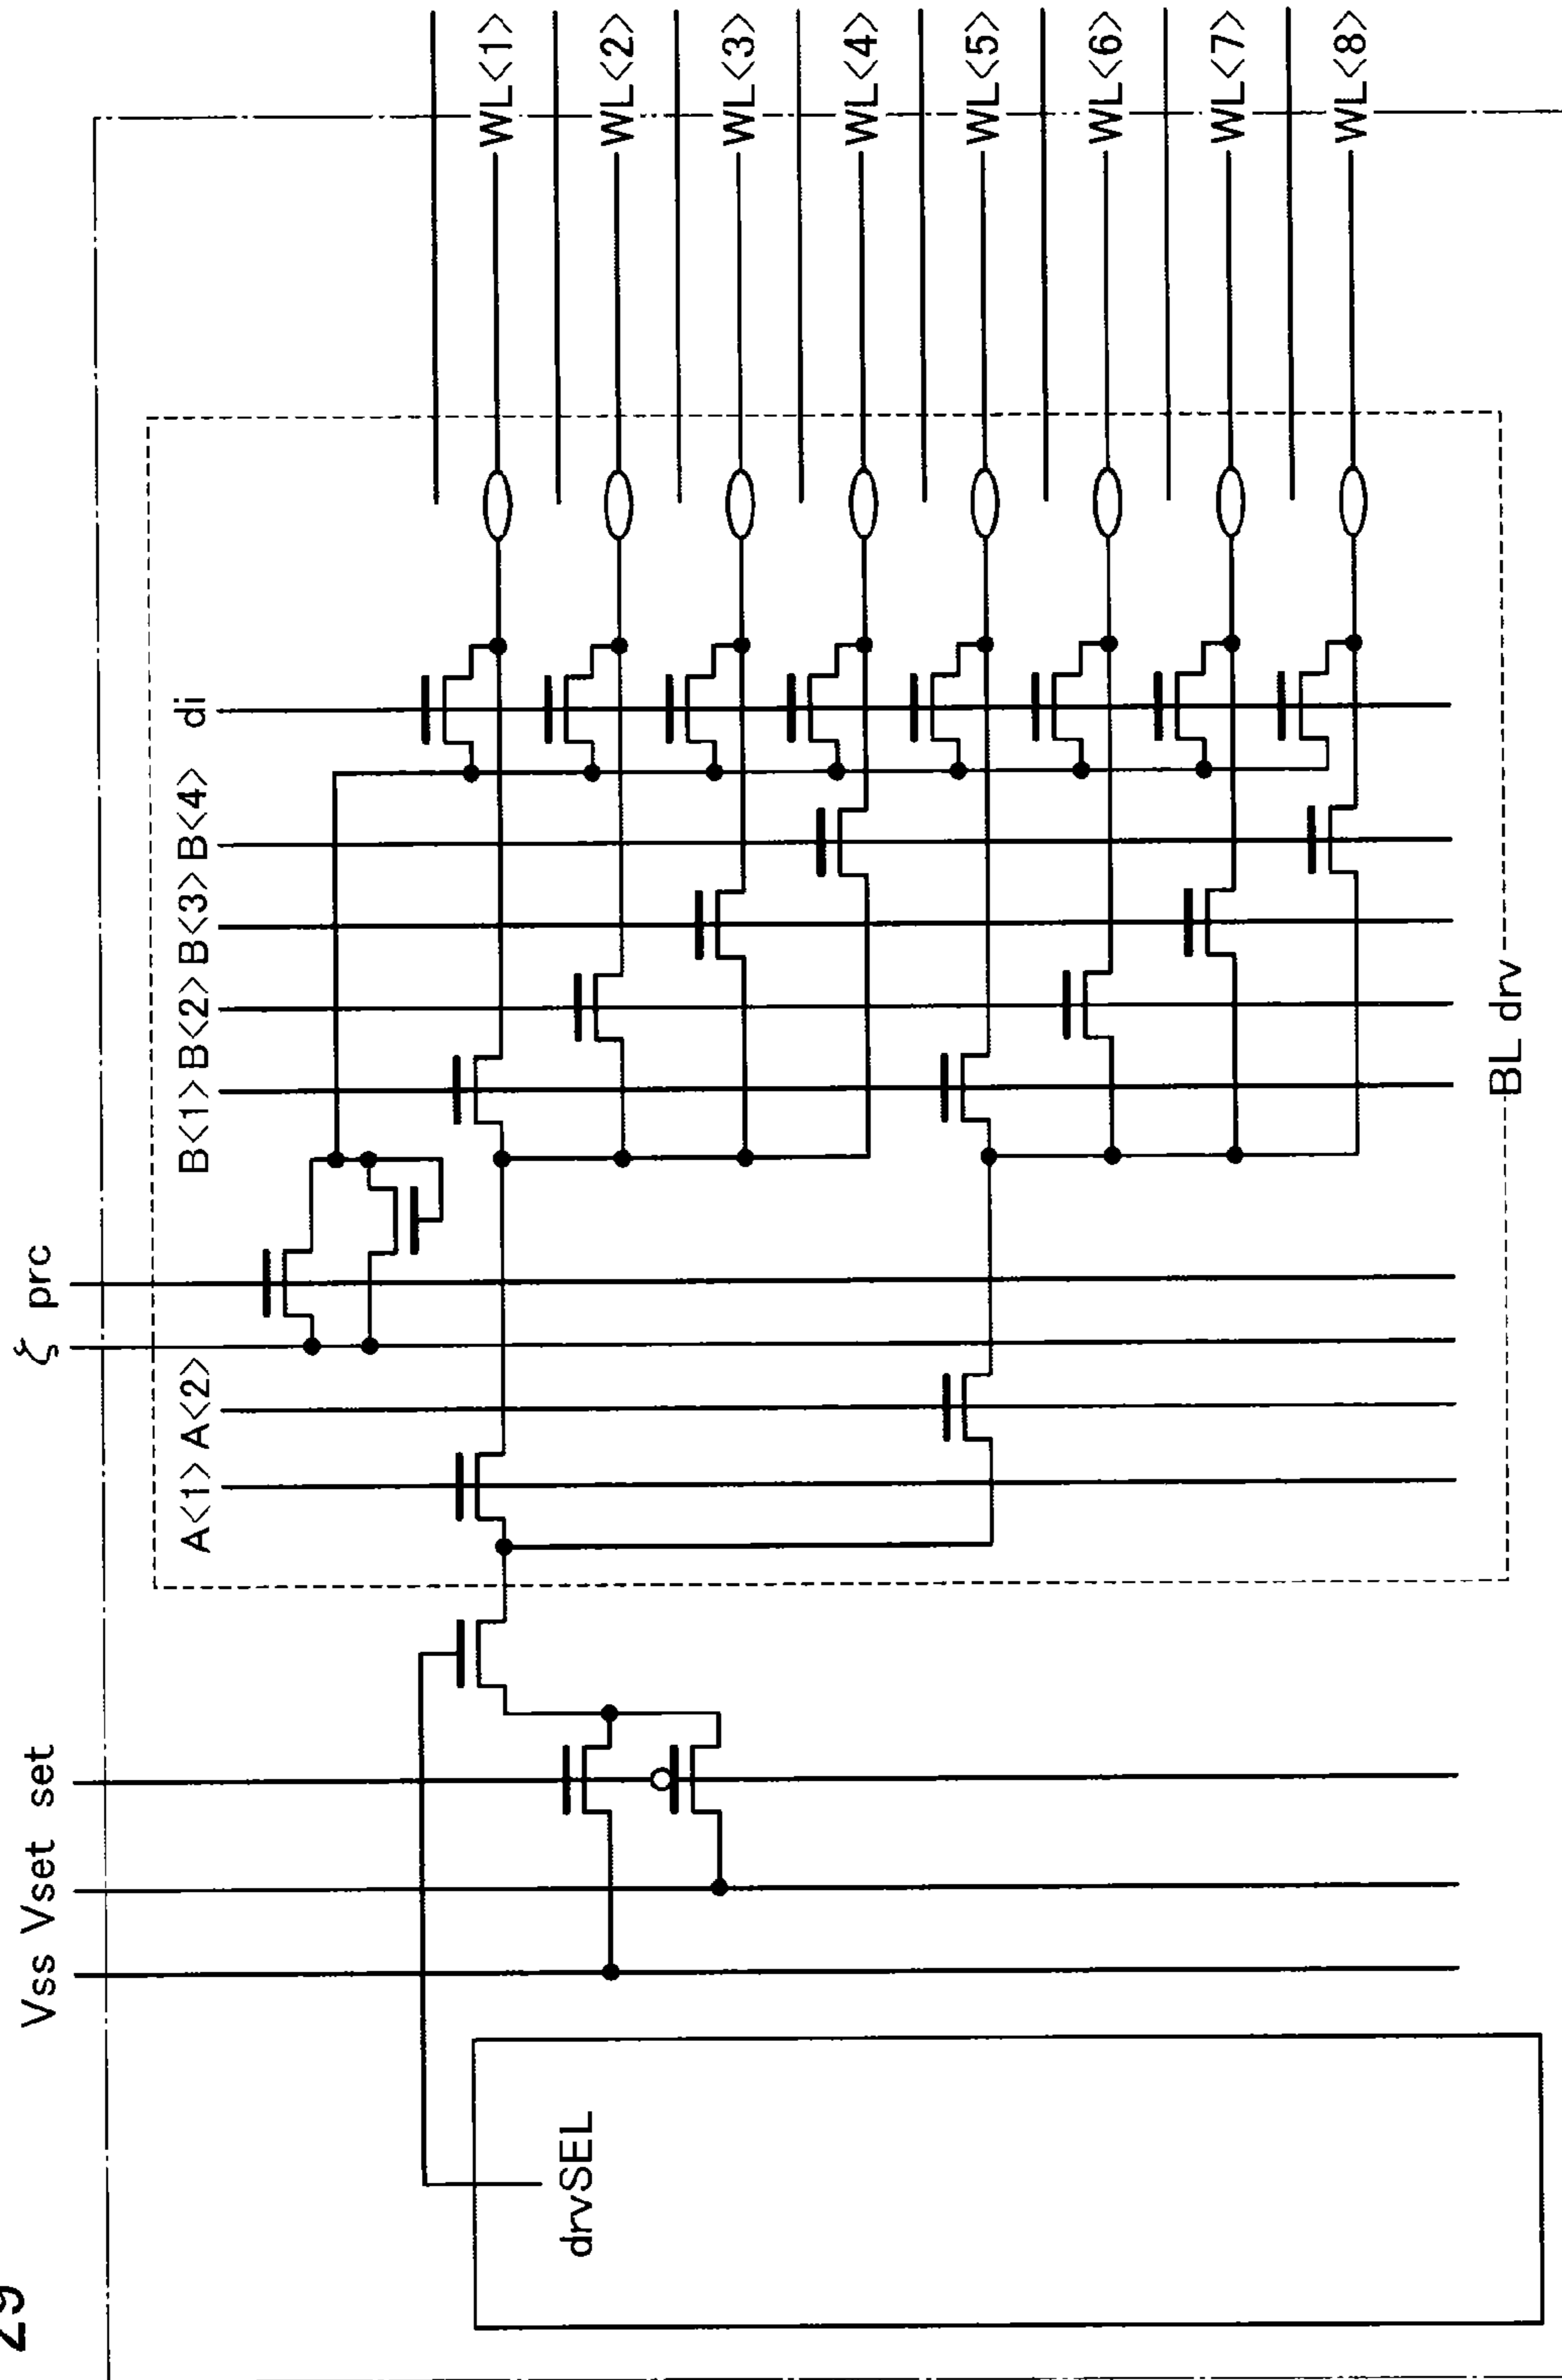 29
Vss Vset set
ζ prc
A<1> A<2>
B<1> B<2> B<3> B<4> di
drvSEL
BL drv
WL<1>
WL<2>
WL<3>
WL<4>
WL<5>
WL<6>
WL<7>
WL<8>